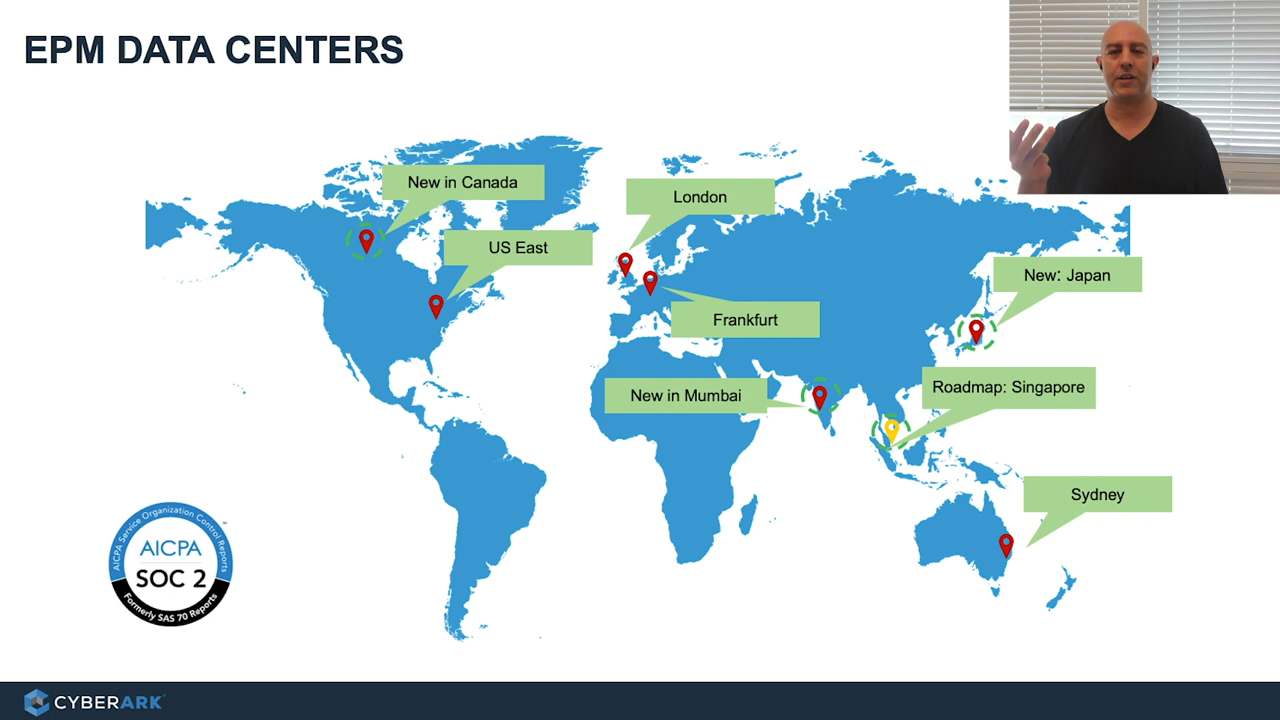 EPM DATA CENTERS
New in Canada
London
US East
New: Japan
Frankfurt
Roadmap: Singapore
New in Mumbai
Sydney
AICPA Service Organization Control Reports
AICPA
SOC 2
Formerly SAS 70 Reports
CYBERARK